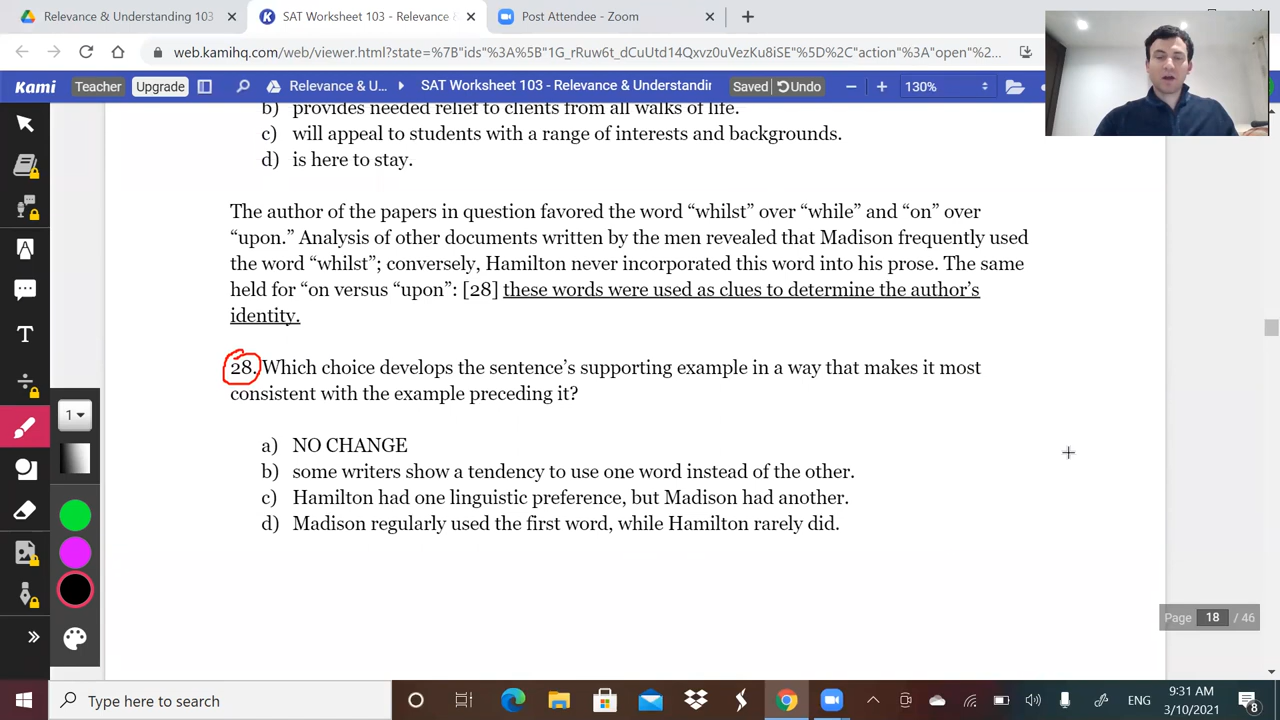 Relevance & Understanding 103
SAT Worksheet 103 - Relevance &
Post Attendee - Zoom
web.kamihq.com/web/viewer.html?state=%7B"ids"%3A%5B"1G_rRuw6t_dCuUtd14Qxvz0uVezKu8iSE"%5D%2C"action"%3A"open"%2...
Kami
Teacher
Upgrade
Relevance & U...
SAT Worksheet 103 - Relevance & Understandin
Saved
Undo
130%
b) provides needed relief to clients from all walks of life.
c) will appeal to students with a range of interests and backgrounds.
d) is here to stay.
The author of the papers in question favored the word “whilst” over “while” and “on” over
“upon.” Analysis of other documents written by the men revealed that Madison frequently used
the word “whilst”; conversely, Hamilton never incorporated this word into his prose. The same
held for “on versus “upon”: [28] these words were used as clues to determine the author’s
identity.
28. Which choice develops the sentence’s supporting example in a way that makes it most
consistent with the example preceding it?
a) NO CHANGE
b) some writers show a tendency to use one word instead of the other.
c) Hamilton had one linguistic preference, but Madison had another.
d) Madison regularly used the first word, while Hamilton rarely did.
1
Page 18 / 46
Type here to search
ENG
9:31 AM
3/10/2021
8